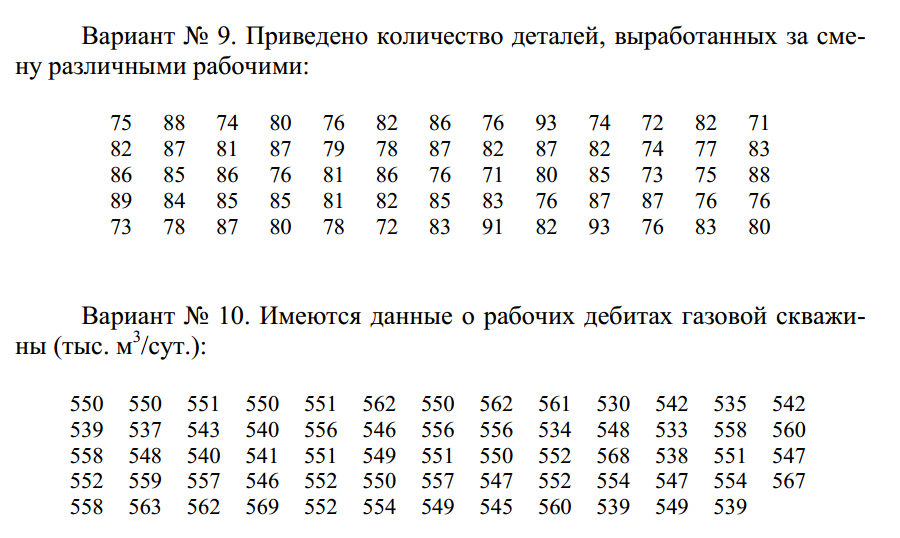 Вариант № 9. Приведено количество деталей, выработанных за сме-
ну различными рабочими:
75 88 74 80 76 82 86 76 93 74 72 82 71
82 87 81 87 79 78 87 82 87 82 74 77 83
86 85 86 76 81 86 76 71 80 85 73 75 88
89 84 85 85 81 82 85 83 76 87 87 76 76
73 78 87 80 78 72 83 91 82 93 76 83 80
Вариант № 10. Имеются данные о рабочих дебитах газовой скважи-
ны (тыс. м³/сут.):
550 550 551 550 551 562 550 562 561 530 542 535 542
539 537 543 540 556 546 556 556 534 548 533 558 560
558 548 540 541 551 549 551 550 552 568 538 551 547
552 559 557 546 552 550 557 547 552 554 547 554 567
558 563 562 569 552 554 549 545 560 539 549 539